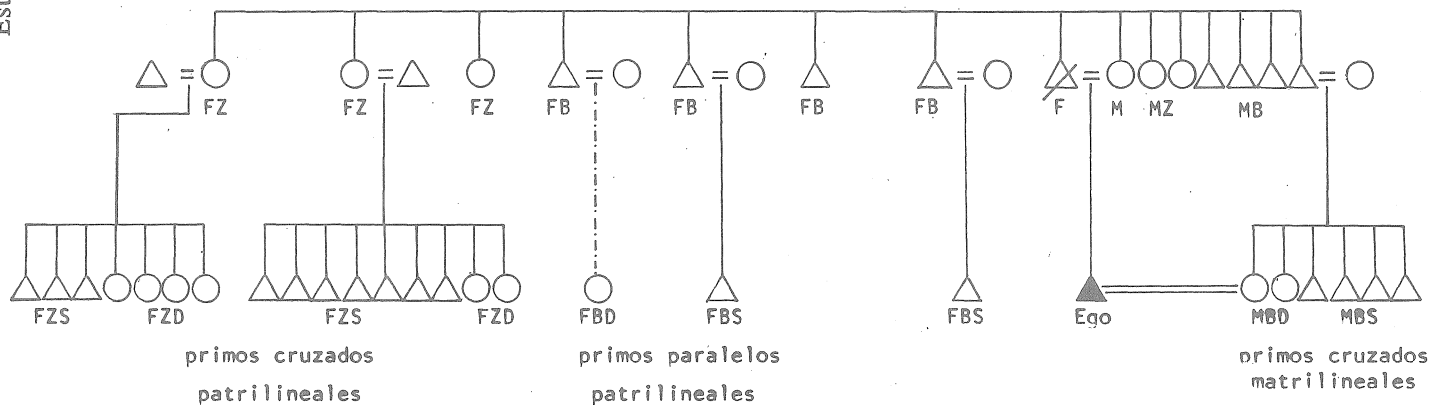 Est
FZ FZ FZ FB FB FB FB F M MZ MB
FZS FZD FZS FZD FBD FBS FBS Ego MBD MBS
primos cruzados primos paralelos primos cruzados
patrilineales patrilineales matrilineales